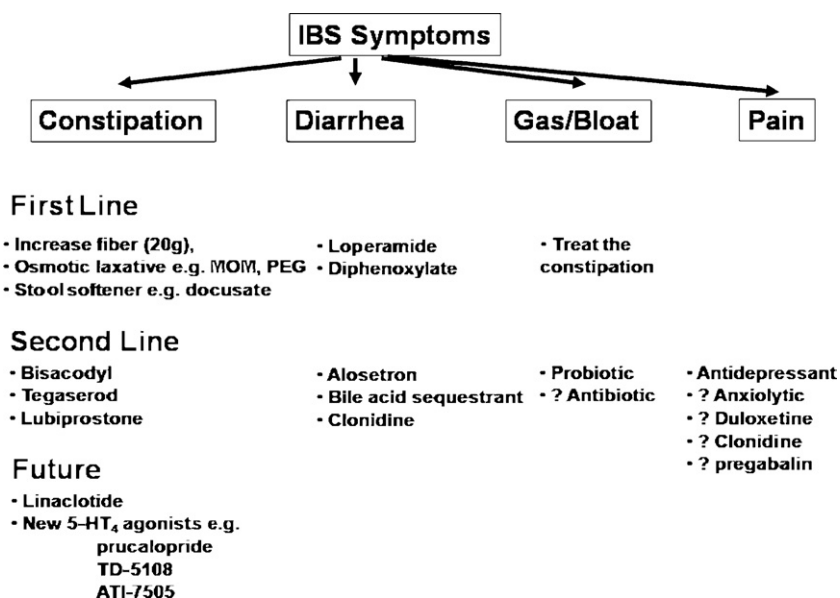 IBS Symptoms
Constipation
Diarrhea
Gas/Bloat
Pain
First Line
· Increase fiber (20g),
· Osmotic laxative e.g. MOM, PEG
· Stool softener e.g. docusate
· Loperamide
· Diphenoxylate
· Treat the
constipation
Second Line
· Bisacodyl
· Tegaserod
· Lubiprostone
· Alosetron
· Bile acid sequestrant
· Clonidine
· Probiotic
· ? Antibiotic
· Antidepressant
· ? Anxiolytic
· ? Duloxetine
· ? Clonidine
· ? pregabalin
Future
· Linaclotide
· New 5-HT₄ agonists e.g.
prucalopride
TD-5108
ATI-7505